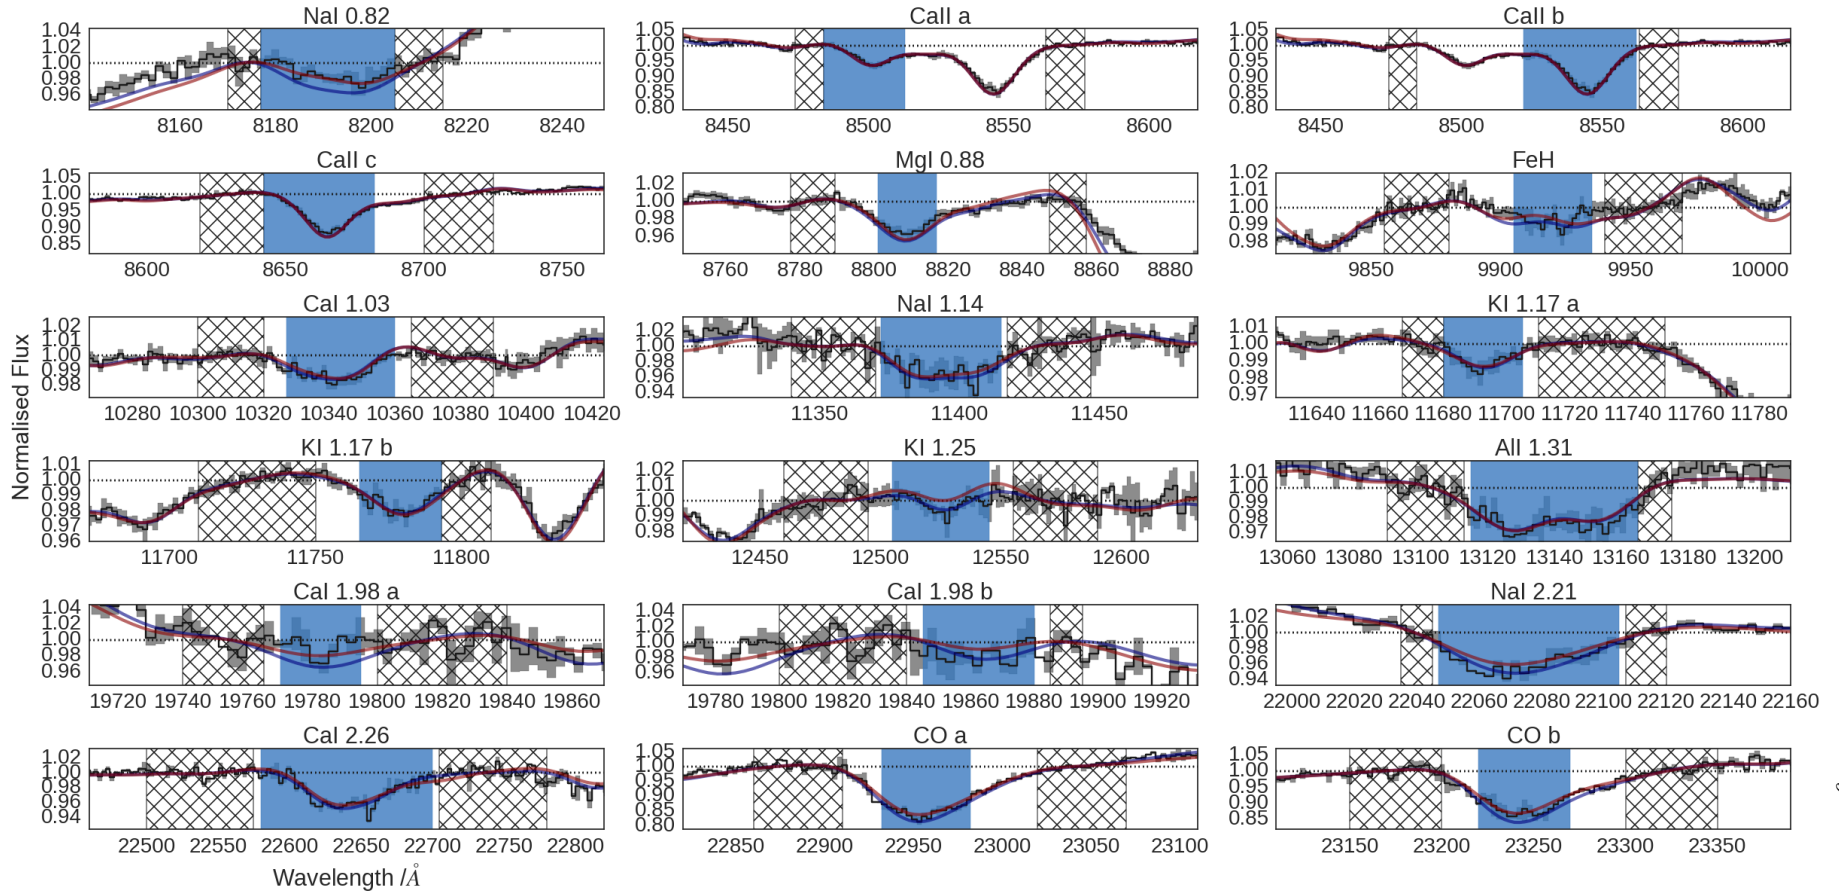 NaI 0.82 CaII a CaII b
1.04 1.02 1.00 0.98 0.96 1.05 1.00 0.95 0.90 0.85 0.80 1.05 1.00 0.95 0.90 0.85 0.80
8160 8180 8200 8220 8240 8450 8500 8550 8600 8450 8500 8550 8600
CaII c MgI 0.88 FeH
1.05 1.00 0.95 0.90 0.85 1.02 1.00 0.98 0.96 1.02 1.01 1.00 0.99 0.98
8600 8650 8700 8750 8760 8780 8800 8820 8840 8860 8880 9850 9900 9950 10000
CaI 1.03 NaI 1.14 KI 1.17 a
1.02 1.01 1.00 0.99 0.98 1.02 1.00 0.98 0.96 0.94 1.01 1.00 0.99 0.98 0.97
10280 10300 10320 10340 10360 10380 10400 10420 11350 11400 11450 11640 11660 11680 11700 11720 11740 11760 11780
Normalised Flux
KI 1.17 b KI 1.25 AlI 1.31
1.01 1.00 0.99 0.98 0.97 0.96 1.02 1.01 1.00 0.99 0.98 1.01 1.00 0.99 0.98 0.97
11700 11750 11800 12450 12500 12550 12600 13060 13080 13100 13120 13140 13160 13180 13200
CaI 1.98 a CaI 1.98 b NaI 2.21
1.04 1.02 1.00 0.98 0.96 1.04 1.02 1.00 0.98 0.96 1.02 1.00 0.98 0.96 0.94
19720 19740 19760 19780 19800 19820 19840 19860 19780 19800 19820 19840 19860 19880 19900 19920 22000 22020 22040 22060 22080 22100 22120 22140 22160
CaI 2.26 CO a CO b
1.02 1.00 0.98 0.96 0.94 1.05 1.00 0.95 0.90 0.85 0.80 1.05 1.00 0.95 0.90 0.85
22500 22550 22600 22650 22700 22750 22800 22850 22900 22950 23000 23050 23100 23150 23200 23250 23300 23350
Wavelength /Å